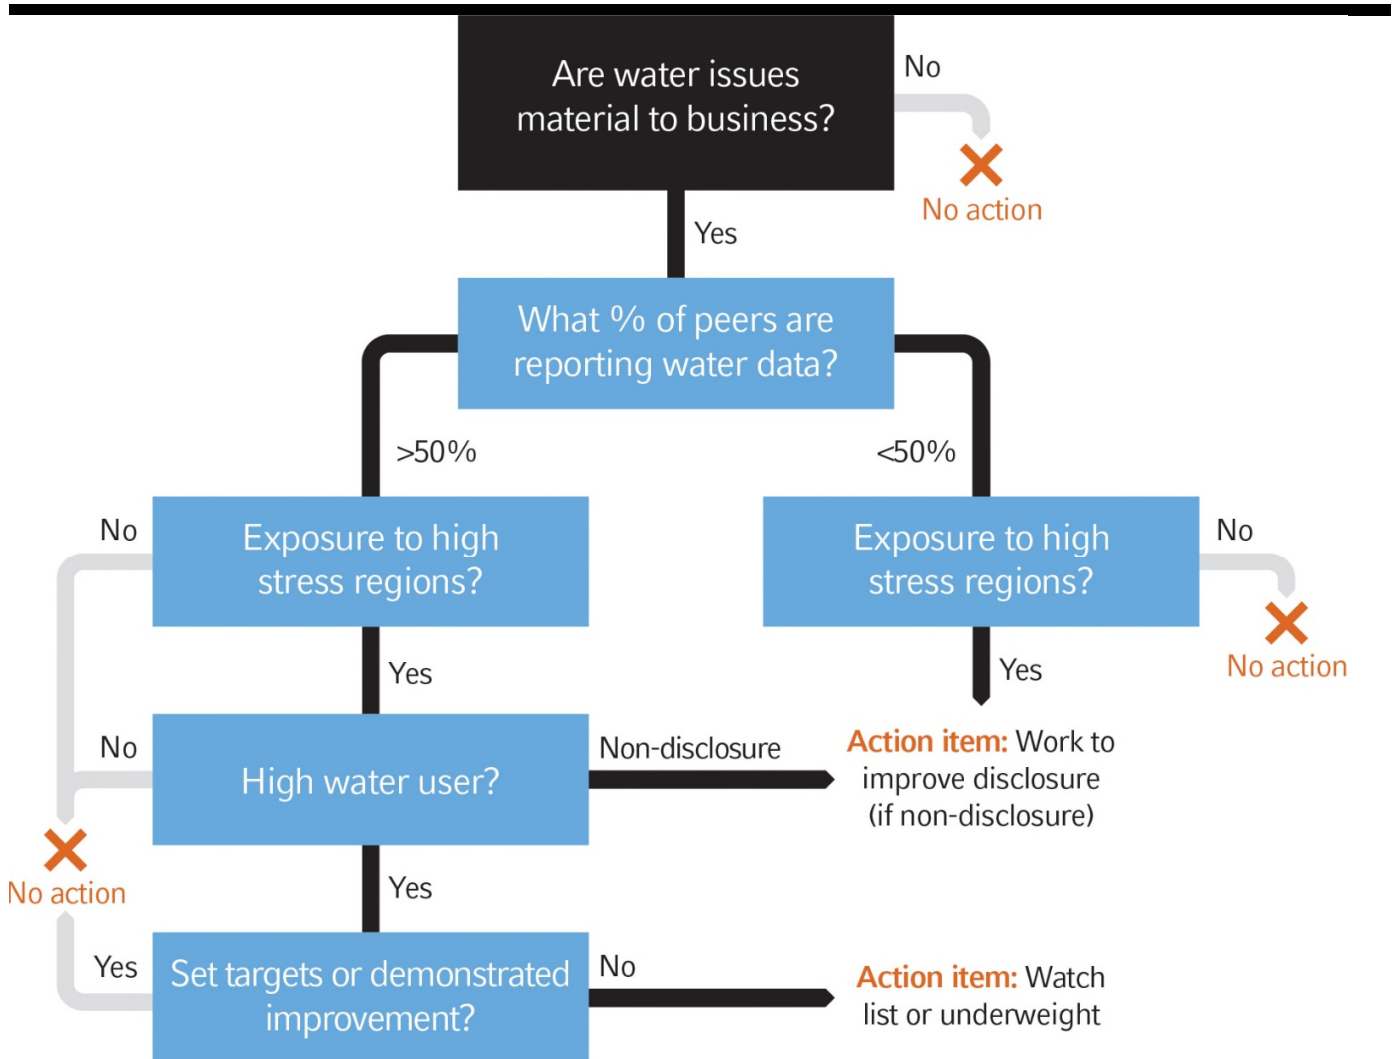 Are water issues
material to business?
No
No action
Yes
What % of peers are
reporting water data?
>50%
<50%
No
Exposure to high
stress regions?
Exposure to high
stress regions?
No
No action
Yes
Yes
No
High water user?
Non-disclosure
Action item: Work to
improve disclosure
(if non-disclosure)
No action
Yes
Yes
Set targets or demonstrated
improvement?
No
Action item: Watch
list or underweight